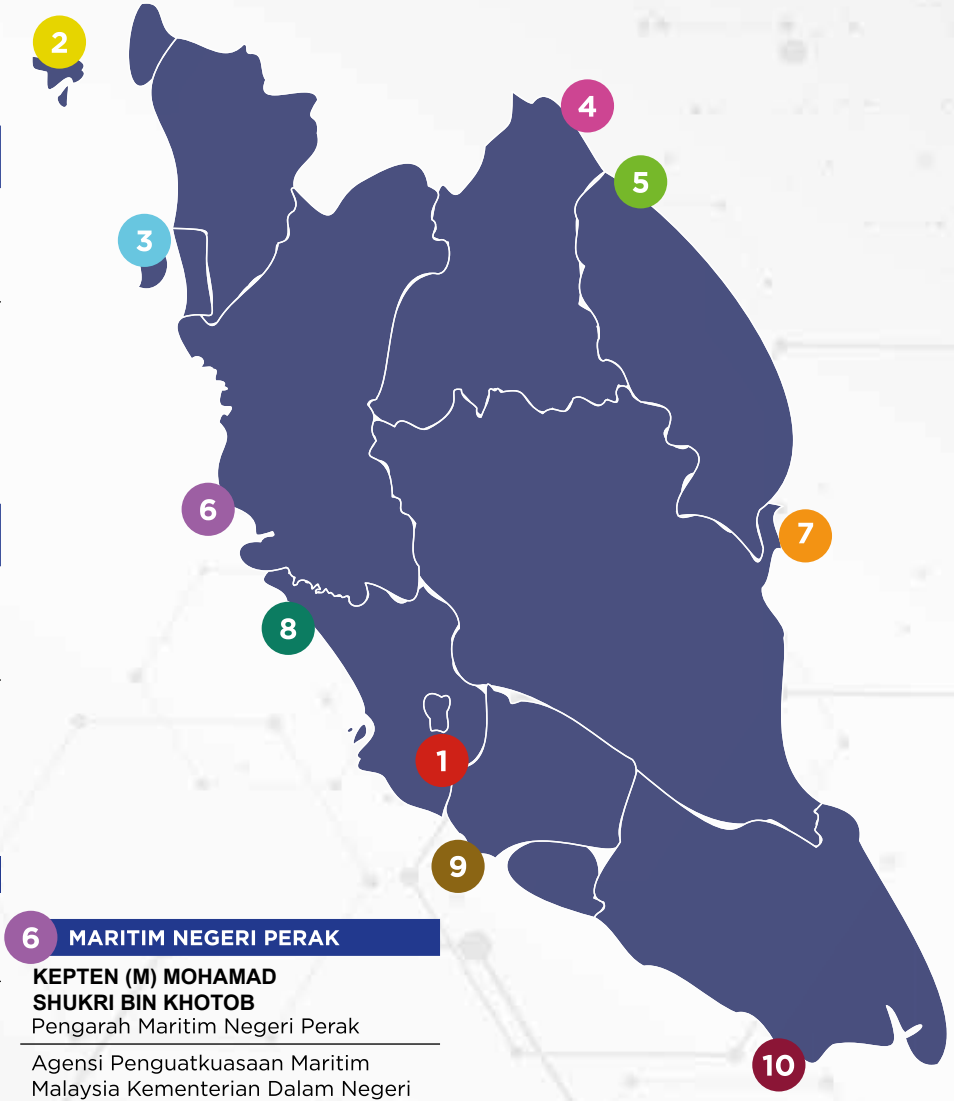 2
4
5
3
6
7
8
1
9
10
6 MARITIM NEGERI PERAK
KEPTEN (M) MOHAMAD
SHUKRI BIN KHOTOB
Pengarah Maritim Negeri Perak
Agensi Penguatkuasaan Maritim
Malaysia Kementerian Dalam Negeri